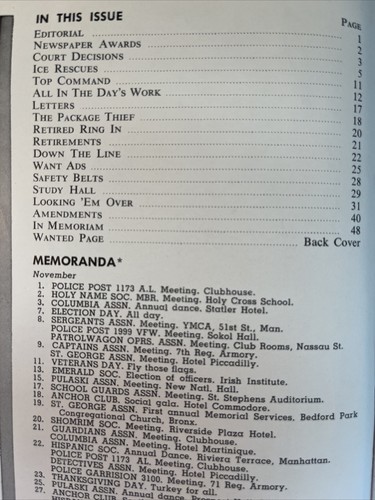 IN THIS ISSUE
PAGE
EDITORIAL ........ 1
NEWSPAPER AWARDS ........ 2
COURT DECISIONS ........ 3
ICE RESCUES ........ 5
TOP COMMAND ........ 11
ALL IN THE DAY'S WORK ........ 12
LETTERS ........ 17
THE PACKAGE THIEF ........ 18
RETIRED RING IN ........ 20
RETIREMENTS ........ 21
DOWN THE LINE ........ 22
WANT ADS ........ 25
SAFETY BELTS ........ 28
STUDY HALL ........ 29
LOOKING 'EM OVER ........ 31
AMENDMENTS ........ 40
IN MEMORIAM ........ 48
WANTED PAGE ........ Back Cover
MEMORANDA*
November
1. POLICE POST 1173 A.L. Meeting. Clubhouse.
2. HOLY NAME SOC. MBR. Meeting. Holy Cross School.
3. COLUMBIA ASSN. Annual dance. Statler Hotel.
7. ELECTION DAY. All day.
8. SERGEANTS ASSN. Meeting. YMCA, 51st St., Man.
POLICE POST 1999 VFW. Meeting. Sokol Hall.
PATROLWAGON OPRS. ASSN. Meeting. Club Rooms, Nassau St.
9. CAPTAINS ASSN. Meeting. 7th Reg. Armory.
ST. GEORGE ASSN. Meeting. Hotel Piccadilly.
11. VETERANS DAY. Fly those flags.
13. EMERALD SOC. Election of officers. Irish Institute.
15. PULASKI ASSN. Meeting. New Natl. Hall.
17. SCHOOL GUARDS ASSN. Meeting. St. Stephens Auditorium.
18. ANCHOR CLUB. Social gala. Hotel Commodore.
19. ST. GEORGE ASSN. First annual Memorial Services, Bedford Park
Congregational Church, Bronx.
20. SHOMRIM SOC. Meeting. Riverside Plaza Hotel.
21. GUARDIANS ASSN. Meeting. Clubhouse.
COLUMBIA ASSN. Meeting. Hotel Martinique.
22. HISPANIC SOC. Annual Dance. Riviera Terrace, Manhattan.
POLICE POST 1173 AL. Meeting. Clubhouse.
DETECTIVES ASSN. Meeting. Hotel Piccadilly.
POLICE GARRISION 3100. Meeting. 71 Reg. Armory.
23. THANKSGIVING DAY. Turkey for all.
25. PULASKI ASSN. Annual dance.
27. ANCHOR CLUB.